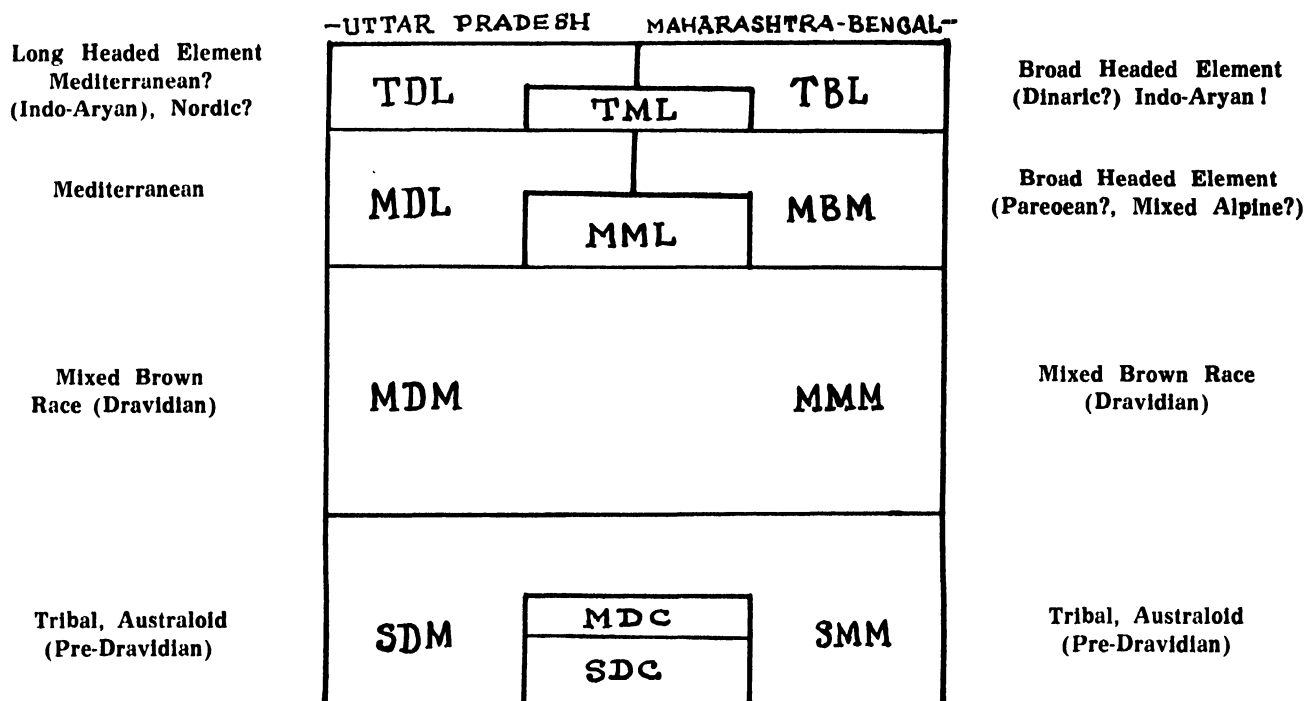 -UTTAR PRADESH MAHARASHTRA-BENGAL-
Long Headed Element
Mediterranean?
(Indo-Aryan), Nordic?
TDL
TML
TBL
Broad Headed Element
(Dinaric?) Indo-Aryan !
Mediterranean
MDL
MML
MBM
Broad Headed Element
(Pareoean?, Mixed Alpine?)
Mixed Brown
Race (Dravidian)
MDM
MMM
Mixed Brown Race
(Dravidian)
Tribal, Australoid
(Pre-Dravidian)
SDM
MDC
SDC
SMM
Tribal, Australoid
(Pre-Dravidian)